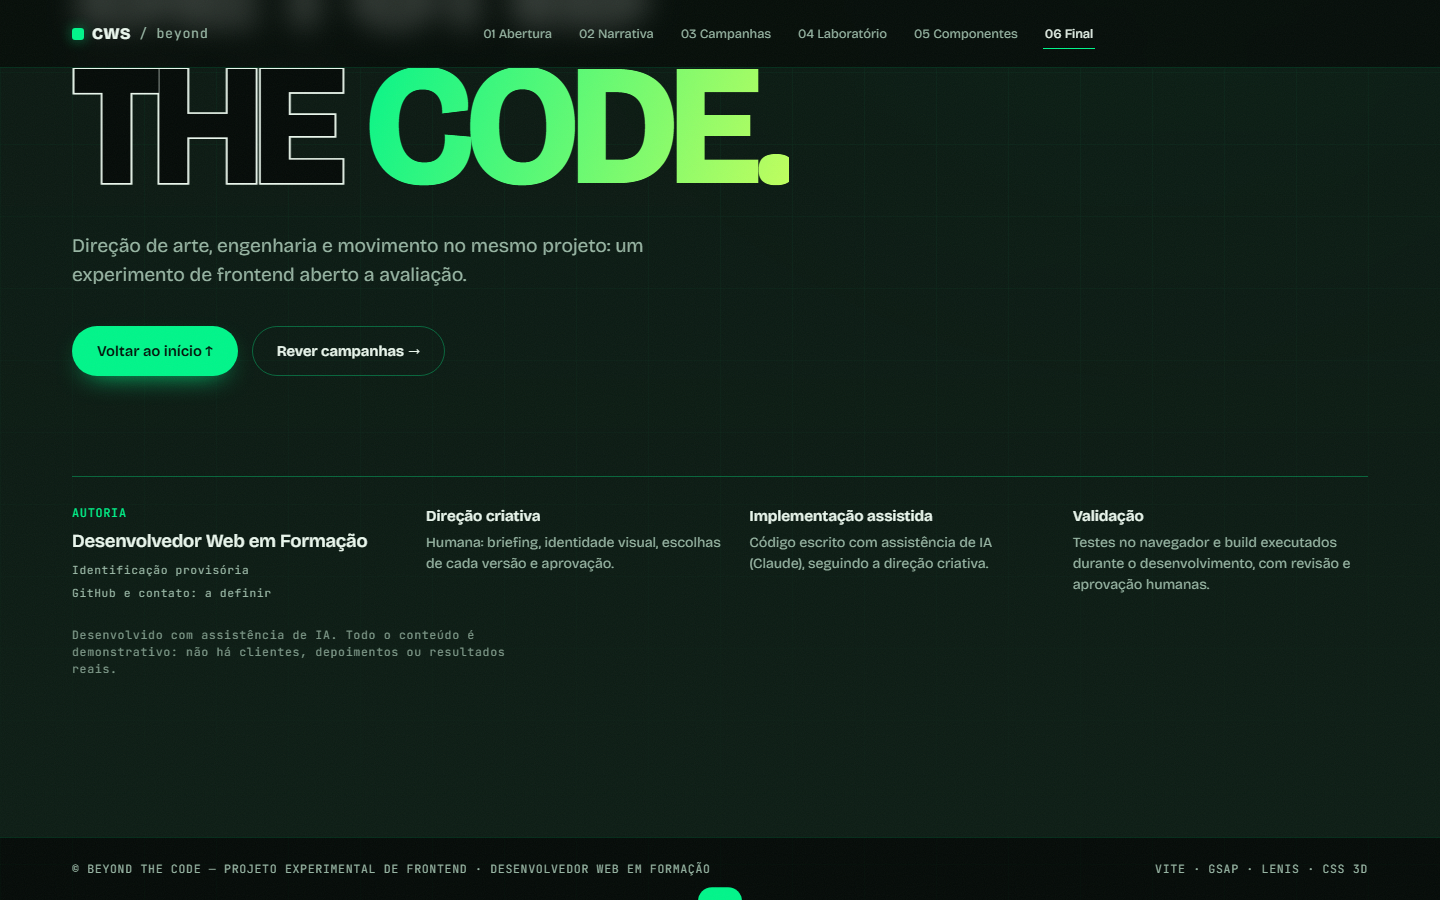 CWS / beyond
01 Abertura 02 Narrativa 03 Campanhas 04 Laboratório 05 Componentes 06 Final
THE CODE.
Direção de arte, engenharia e movimento no mesmo projeto: um
experimento de frontend aberto a avaliação.
Voltar ao início ↑
Rever campanhas →
AUTORIA
Desenvolvedor Web em Formação
Identificação provisória
GitHub e contato: a definir
Direção criativa
Humana: briefing, identidade visual, escolhas
de cada versão e aprovação.
Implementação assistida
Código escrito com assistência de IA
(Claude), seguindo a direção criativa.
Validação
Testes no navegador e build executados
durante o desenvolvimento, com revisão e
aprovação humanas.
Desenvolvido com assistência de IA. Todo o conteúdo é
demonstrativo: não há clientes, depoimentos ou resultados
reais.
© BEYOND THE CODE — PROJETO EXPERIMENTAL DE FRONTEND · DESENVOLVEDOR WEB EM FORMAÇÃO
VITE · GSAP · LENIS · CSS 3D